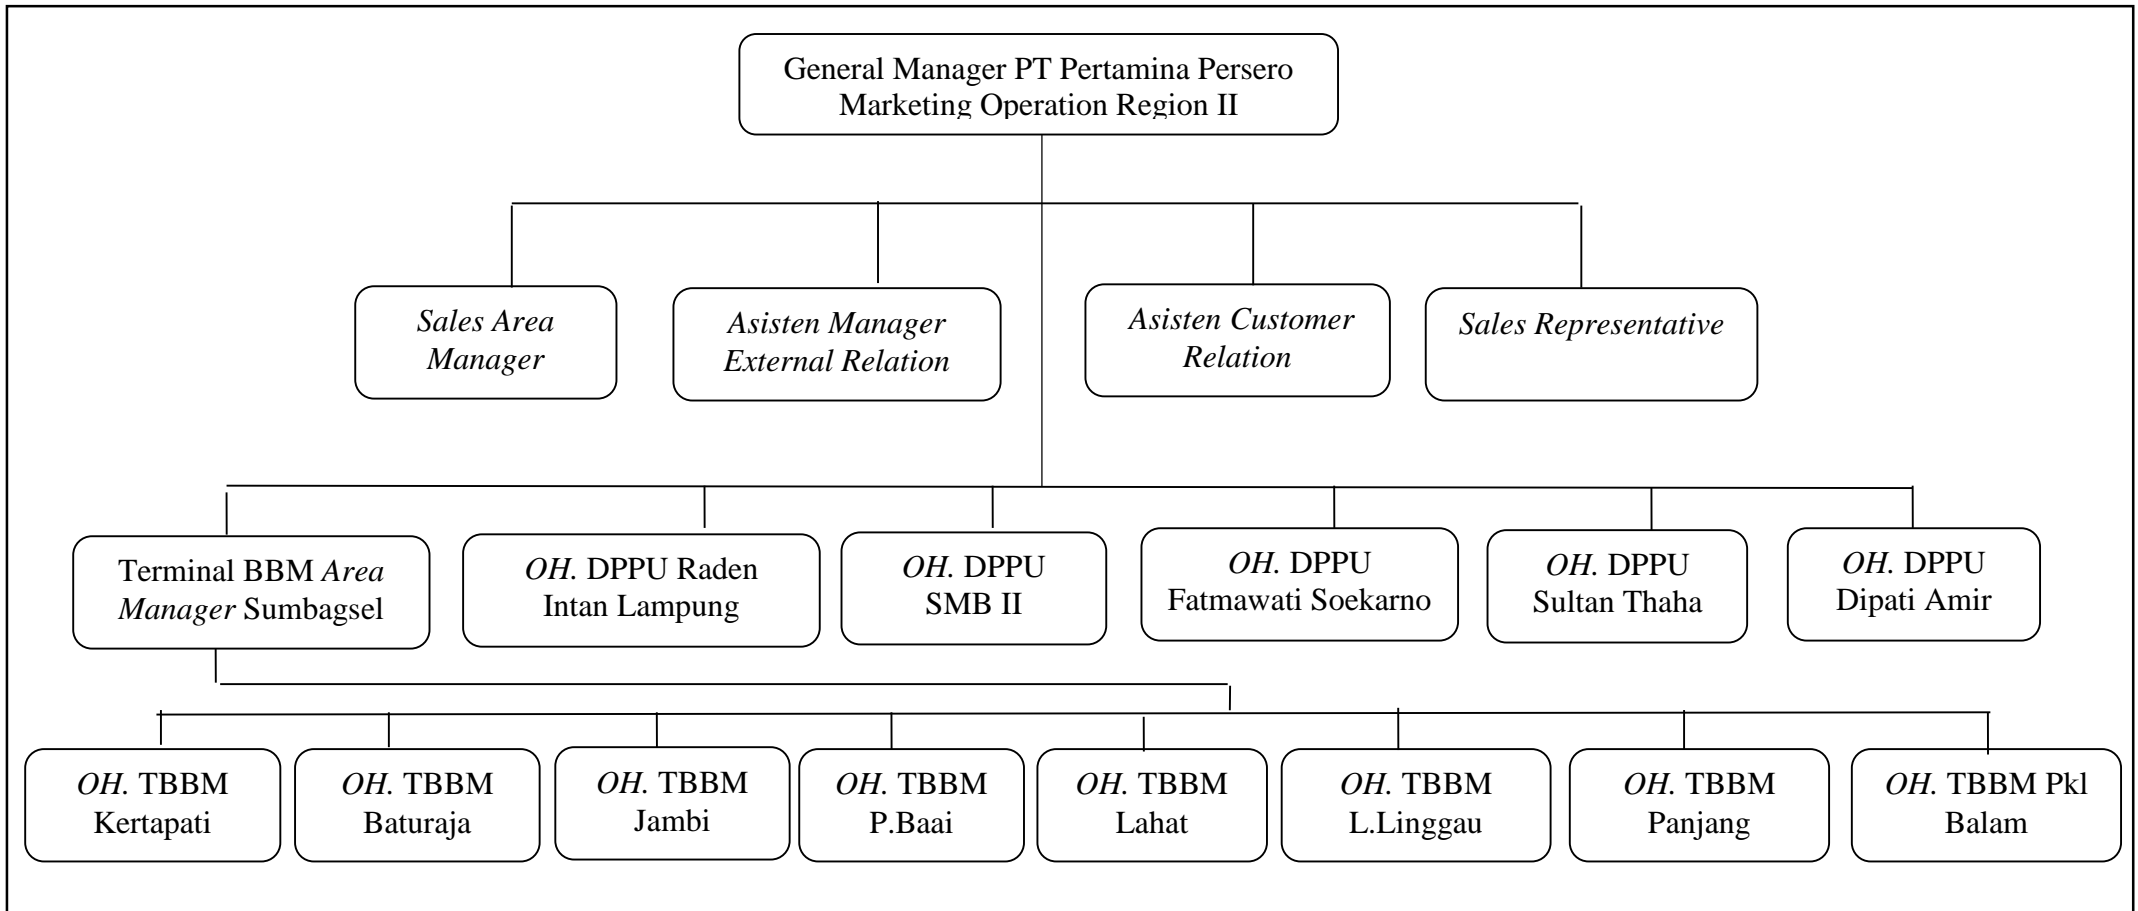 General Manager PT Pertamina Persero
Marketing Operation Region II
Sales Area
Manager
Asisten Manager
External Relation
Asisten Customer
Relation
Sales Representative
Terminal BBM Area
Manager Sumbagsel
OH. DPPU Raden
Intan Lampung
OH. DPPU
SMB II
OH. DPPU
Fatmawati Soekarno
OH. DPPU
Sultan Thaha
OH. DPPU
Dipati Amir
OH. TBBM
Kertapati
OH. TBBM
Baturaja
OH. TBBM
Jambi
OH. TBBM
P.Baai
OH. TBBM
Lahat
OH. TBBM
L.Linggau
OH. TBBM
Panjang
OH. TBBM Pkl
Balam